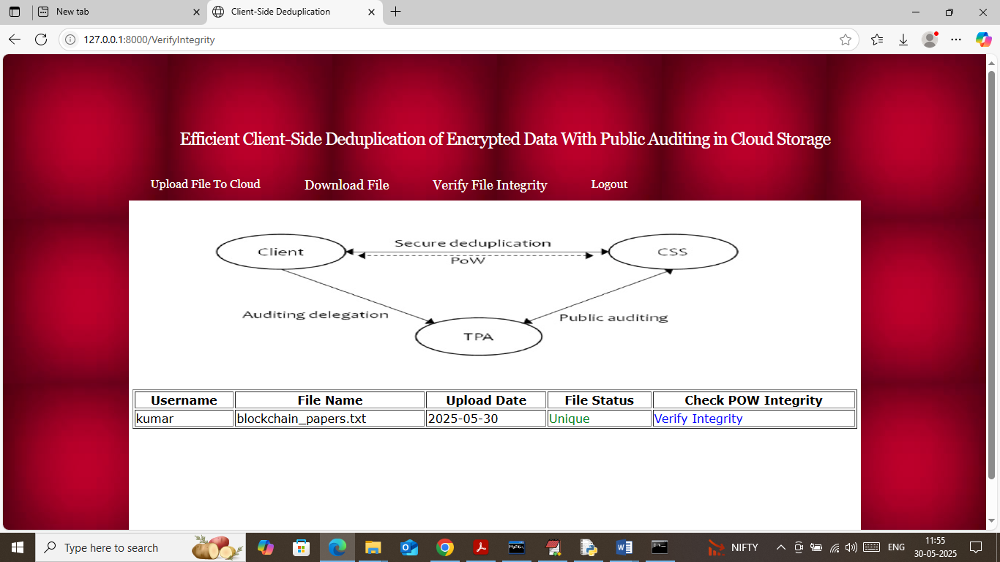 New tab
Client-Side Deduplication
127.0.0.1:8000/VerifyIntegrity
Efficient Client-Side Deduplication of Encrypted Data With Public Auditing in Cloud Storage
Upload File To Cloud Download File Verify File Integrity Logout
Secure deduplication
Client CSS
PoW
Auditing delegation Public auditing
TPA
Username File Name Upload Date File Status Check POW Integrity
kumar blockchain_papers.txt 2025-05-30 Unique Verify Integrity
Type here to search
NIFTY
ENG
11:55
30-05-2025